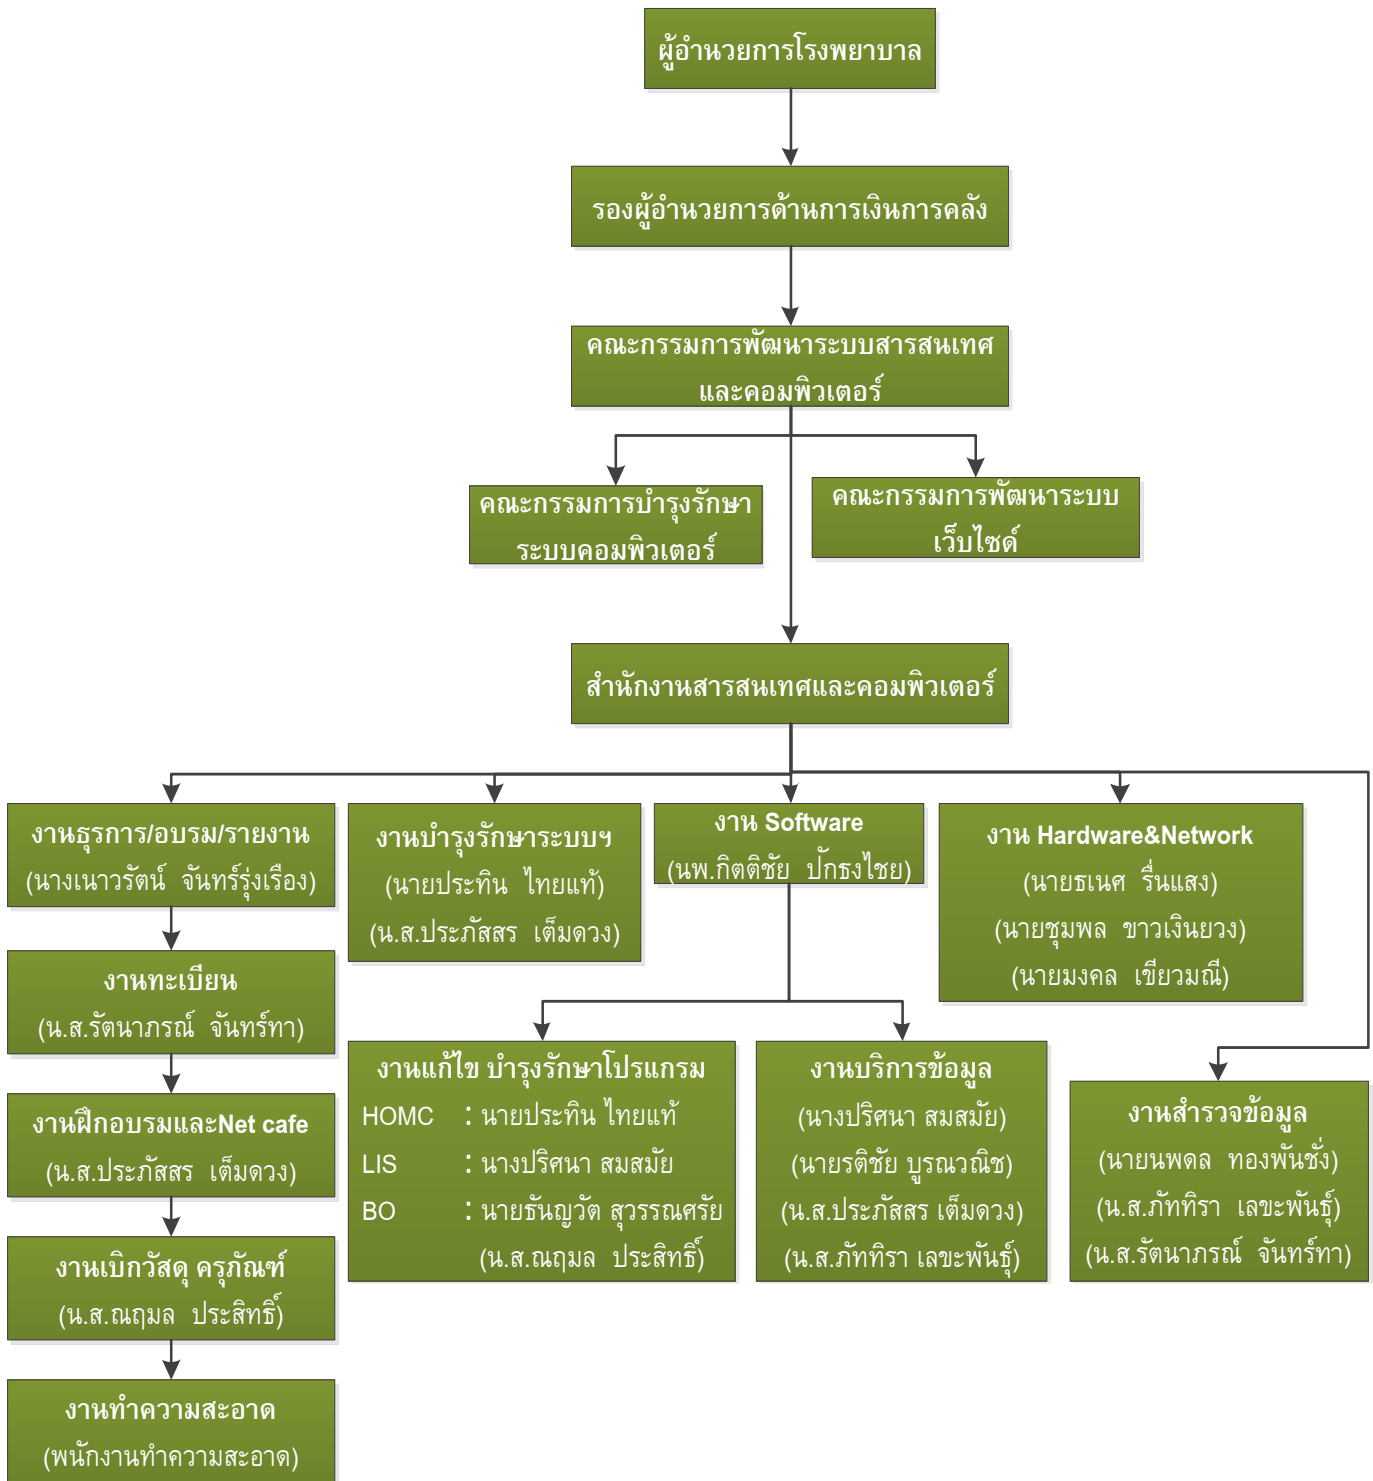 ผู้อำนวยการโรงพยาบาล
รองผู้อำนวยการด้านการเงินการคลัง
คณะกรรมการพัฒนาระบบสารสนเทศ
และคอมพิวเตอร์
คณะกรรมการบำรุงรักษา
ระบบคอมพิวเตอร์
คณะกรรมการพัฒนาระบบ
เว็บไซด์
สำนักงานสารสนเทศและคอมพิวเตอร์
งานธุรการ/อบรม/รายงาน
(นางเนาวรัตน์ จันทร์รุ่งเรือง)
งานบำรุงรักษาระบบฯ
(นายประทิน ไทยแท้)
(น.ส.ประภัสสร เต็มดวง)
งาน Software
(นพ.กิตติชัย ปักธงไชย)
งาน Hardware&Network
(นายธเนศ รื่นแสง)
(นายชุมพล ขาวเงินยวง)
(นายมงคล เขียวมณี)
งานทะเบียน
(น.ส.รัตนาภรณ์ จันทร์ทา)
งานฝึกอบรมและNet cafe
(น.ส.ประภัสสร เต็มดวง)
งานเบิกวัสดุ ครุภัณฑ์
(น.ส.ณฤมล ประสิทธิ์)
งานทำความสะอาด
(พนักงานทำความสะอาด)
งานแก้ไข บำรุงรักษาโปรแกรม
HOMC : นายประทิน ไทยแท้
LIS : นางปริศนา สมสมัย
BO : นายธันญวัต สุวรรณศรัย
(น.ส.ณฤมล ประสิทธิ์)
งานบริการข้อมูล
(นางปริศนา สมสมัย)
(นายรติชัย บูรณวณิช)
(น.ส.ประภัสสร เต็มดวง)
(น.ส.ภัททิรา เลขะพันธุ์)
งานสำรวจข้อมูล
(นายนพดล ทองพันชั่ง)
(น.ส.ภัททิรา เลขะพันธุ์)
(น.ส.รัตนาภรณ์ จันทร์ทา)